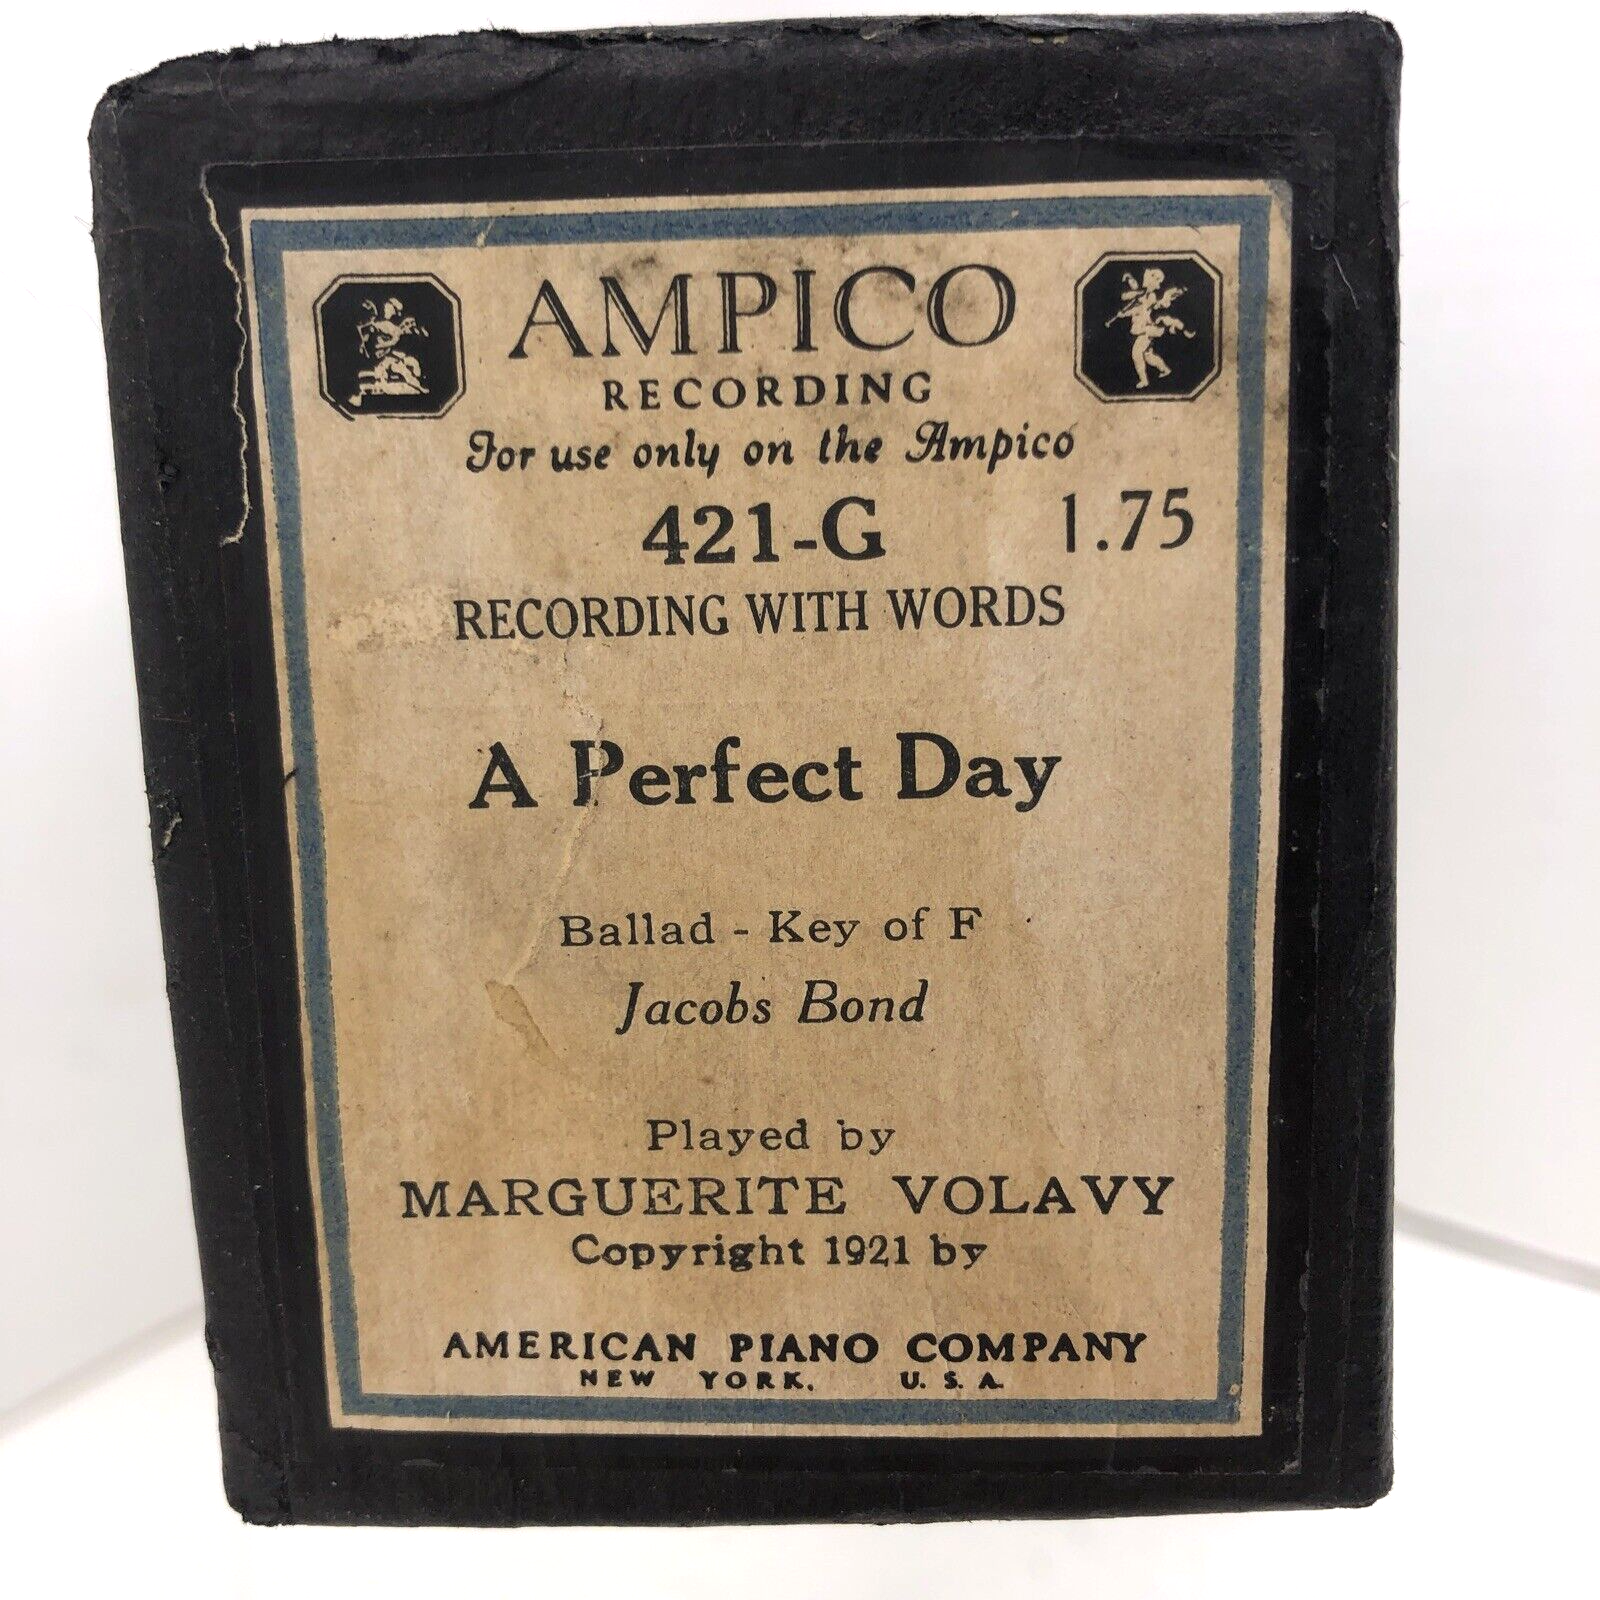 AMPICO
RECORDING
For use only on the Ampico
421-G 1.75
RECORDING WITH WORDS
A Perfect Day
Ballad - Key of F
Jacobs Bond
Played by
MARGUERITE VOLAVY
Copyright 1921 by
AMERICAN PIANO COMPANY
NEW YORK. U. S. A.